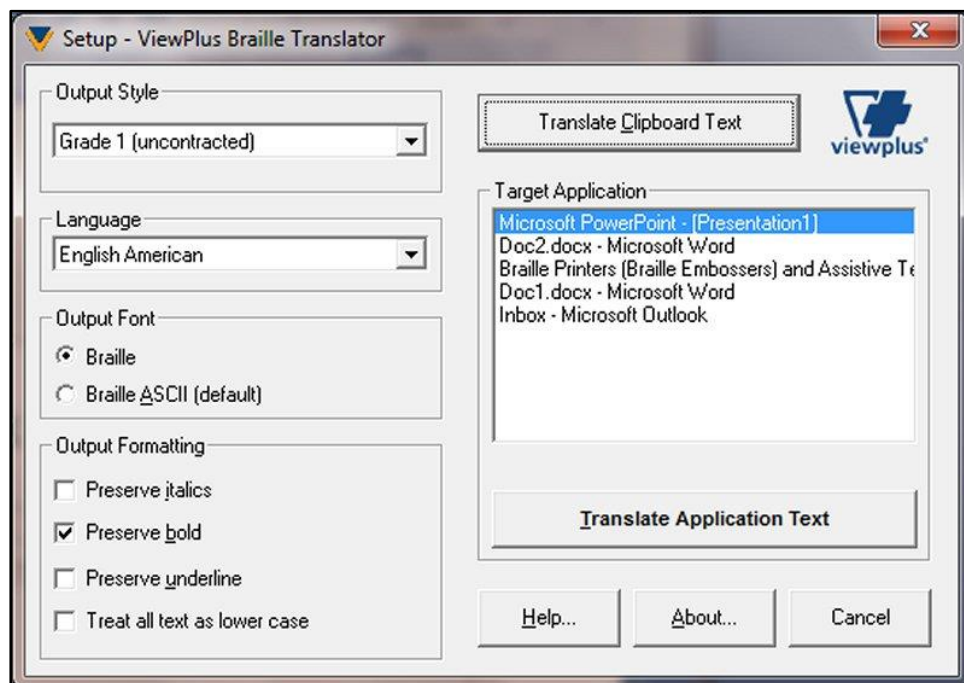 Setup - ViewPlus Braille Translator
X
Output Style
Grade 1 (uncontracted)
Language
English American
Output Font
Braille
Braille ASCII (default)
Output Formatting
Preserve italics
Preserve bold
Preserve underline
Treat all text as lower case
Translate Clipboard Text
viewplus®
Target Application
Microsoft PowerPoint - [Presentation1]
Doc2.docx - Microsoft Word
Braille Printers (Braille Embossers) and Assistive Te
Doc1.docx - Microsoft Word
Inbox - Microsoft Outlook
Translate Application Text
Help...
About...
Cancel